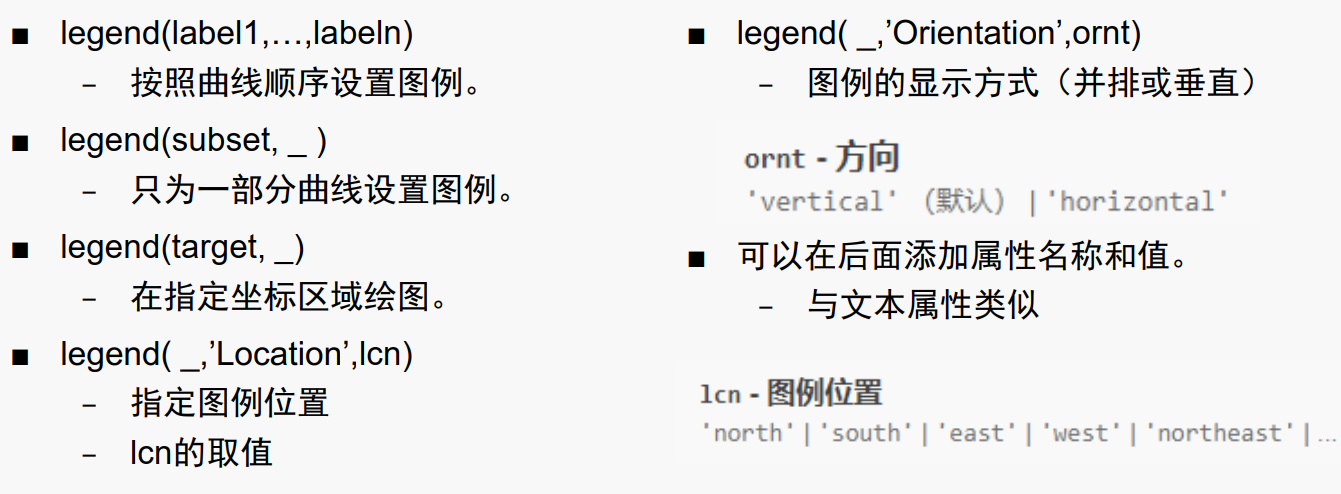 ■ legend(label1,…,labeln)
– 按照曲线顺序设置图例。
■ legend(subset, _ )
– 只为一部分曲线设置图例。
■ legend(target, _)
– 在指定坐标区域绘图。
■ legend( _,’Location’,lcn)
– 指定图例位置
– lcn的取值
■ legend( _,’Orientation’,ornt)
– 图例的显示方式（并排或垂直）
ornt - 方向
'vertical' （默认） | 'horizontal'
■ 可以在后面添加属性名称和值。
– 与文本属性类似
lcn - 图例位置
'north' | 'south' | 'east' | 'west' | 'northeast' | ...